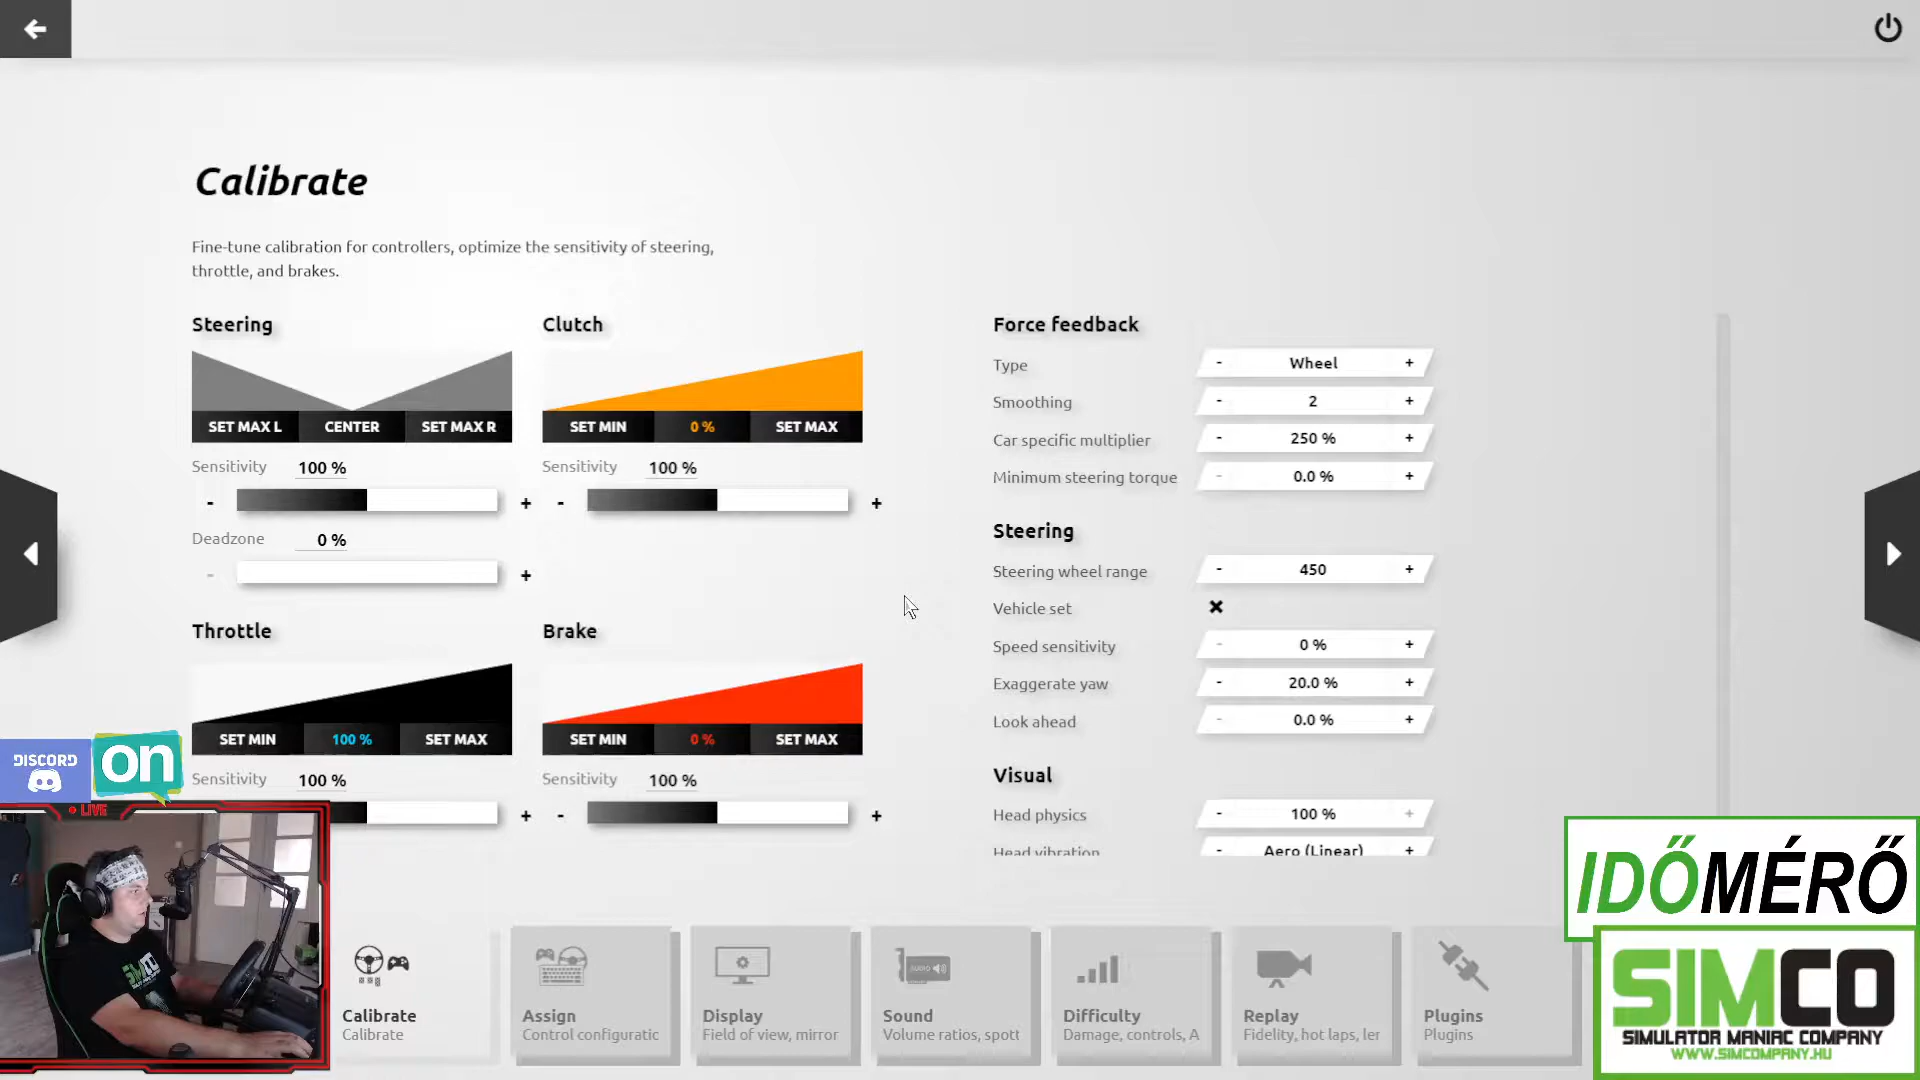 Calibrate
Fine-tune calibration for controllers, optimize the sensitivity of steering,
throttle, and brakes.
Steering
SET MAX L CENTER SET MAX R
Sensitivity 100 %
- +
Deadzone 0 %
- +
Clutch
SET MIN 0 % SET MAX
Sensitivity 100 %
- +
Throttle
SET MIN 100 % SET MAX
Sensitivity 100 %
+
Brake
SET MIN 0 % SET MAX
Sensitivity 100 %
- +
Force feedback
Type - Wheel +
Smoothing - 2 +
Car specific multiplier - 250 % +
Minimum steering torque - 0.0 % +
Steering
Steering wheel range - 450 +
Vehicle set
Speed sensitivity - 0 % +
Exaggerate yaw - 20.0 % +
Look ahead - 0.0 % +
Visual
Head physics - 100 % +
Head vibration - Aero (Linear) +
DISCORD
on
LIVE
SIMCO
Calibrate
Calibrate
Assign
Control configuratic
Display
Field of view, mirror
AUDIO
Sound
Volume ratios, spott
Difficulty
Damage, controls, A
Replay
Fidelity, hot laps, ler
Plugins
Plugins
IDŐMÉRŐ
SIMCO
SIMULATOR MANIAC COMPANY
WWW.SIMCOMPANY.HU